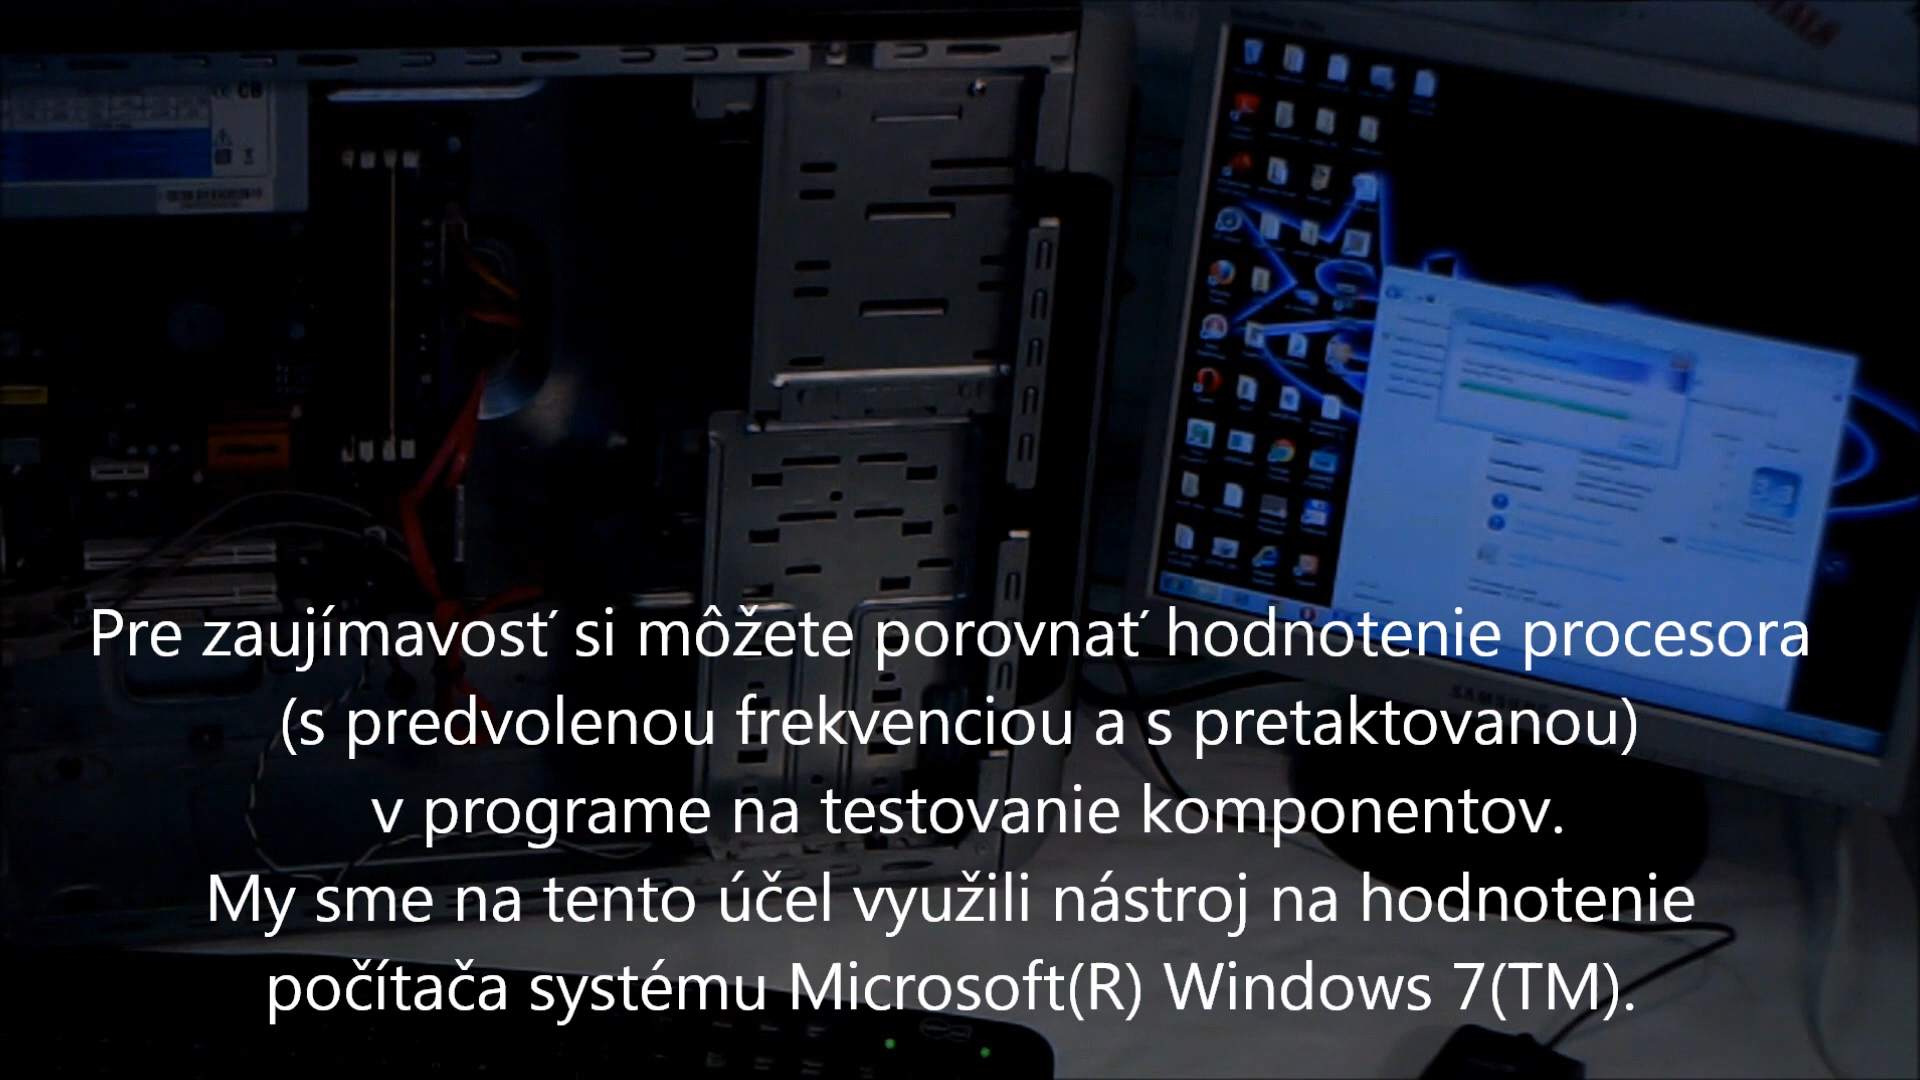 CB
Pre zaujímavosť si môžete porovnať hodnotenie procesora
(s predvolenou frekvenciou a s pretaktovanou)
v programe na testovanie komponentov.
My sme na tento účel využili nástroj na hodnotenie
počítača systému Microsoft(R) Windows 7(TM).